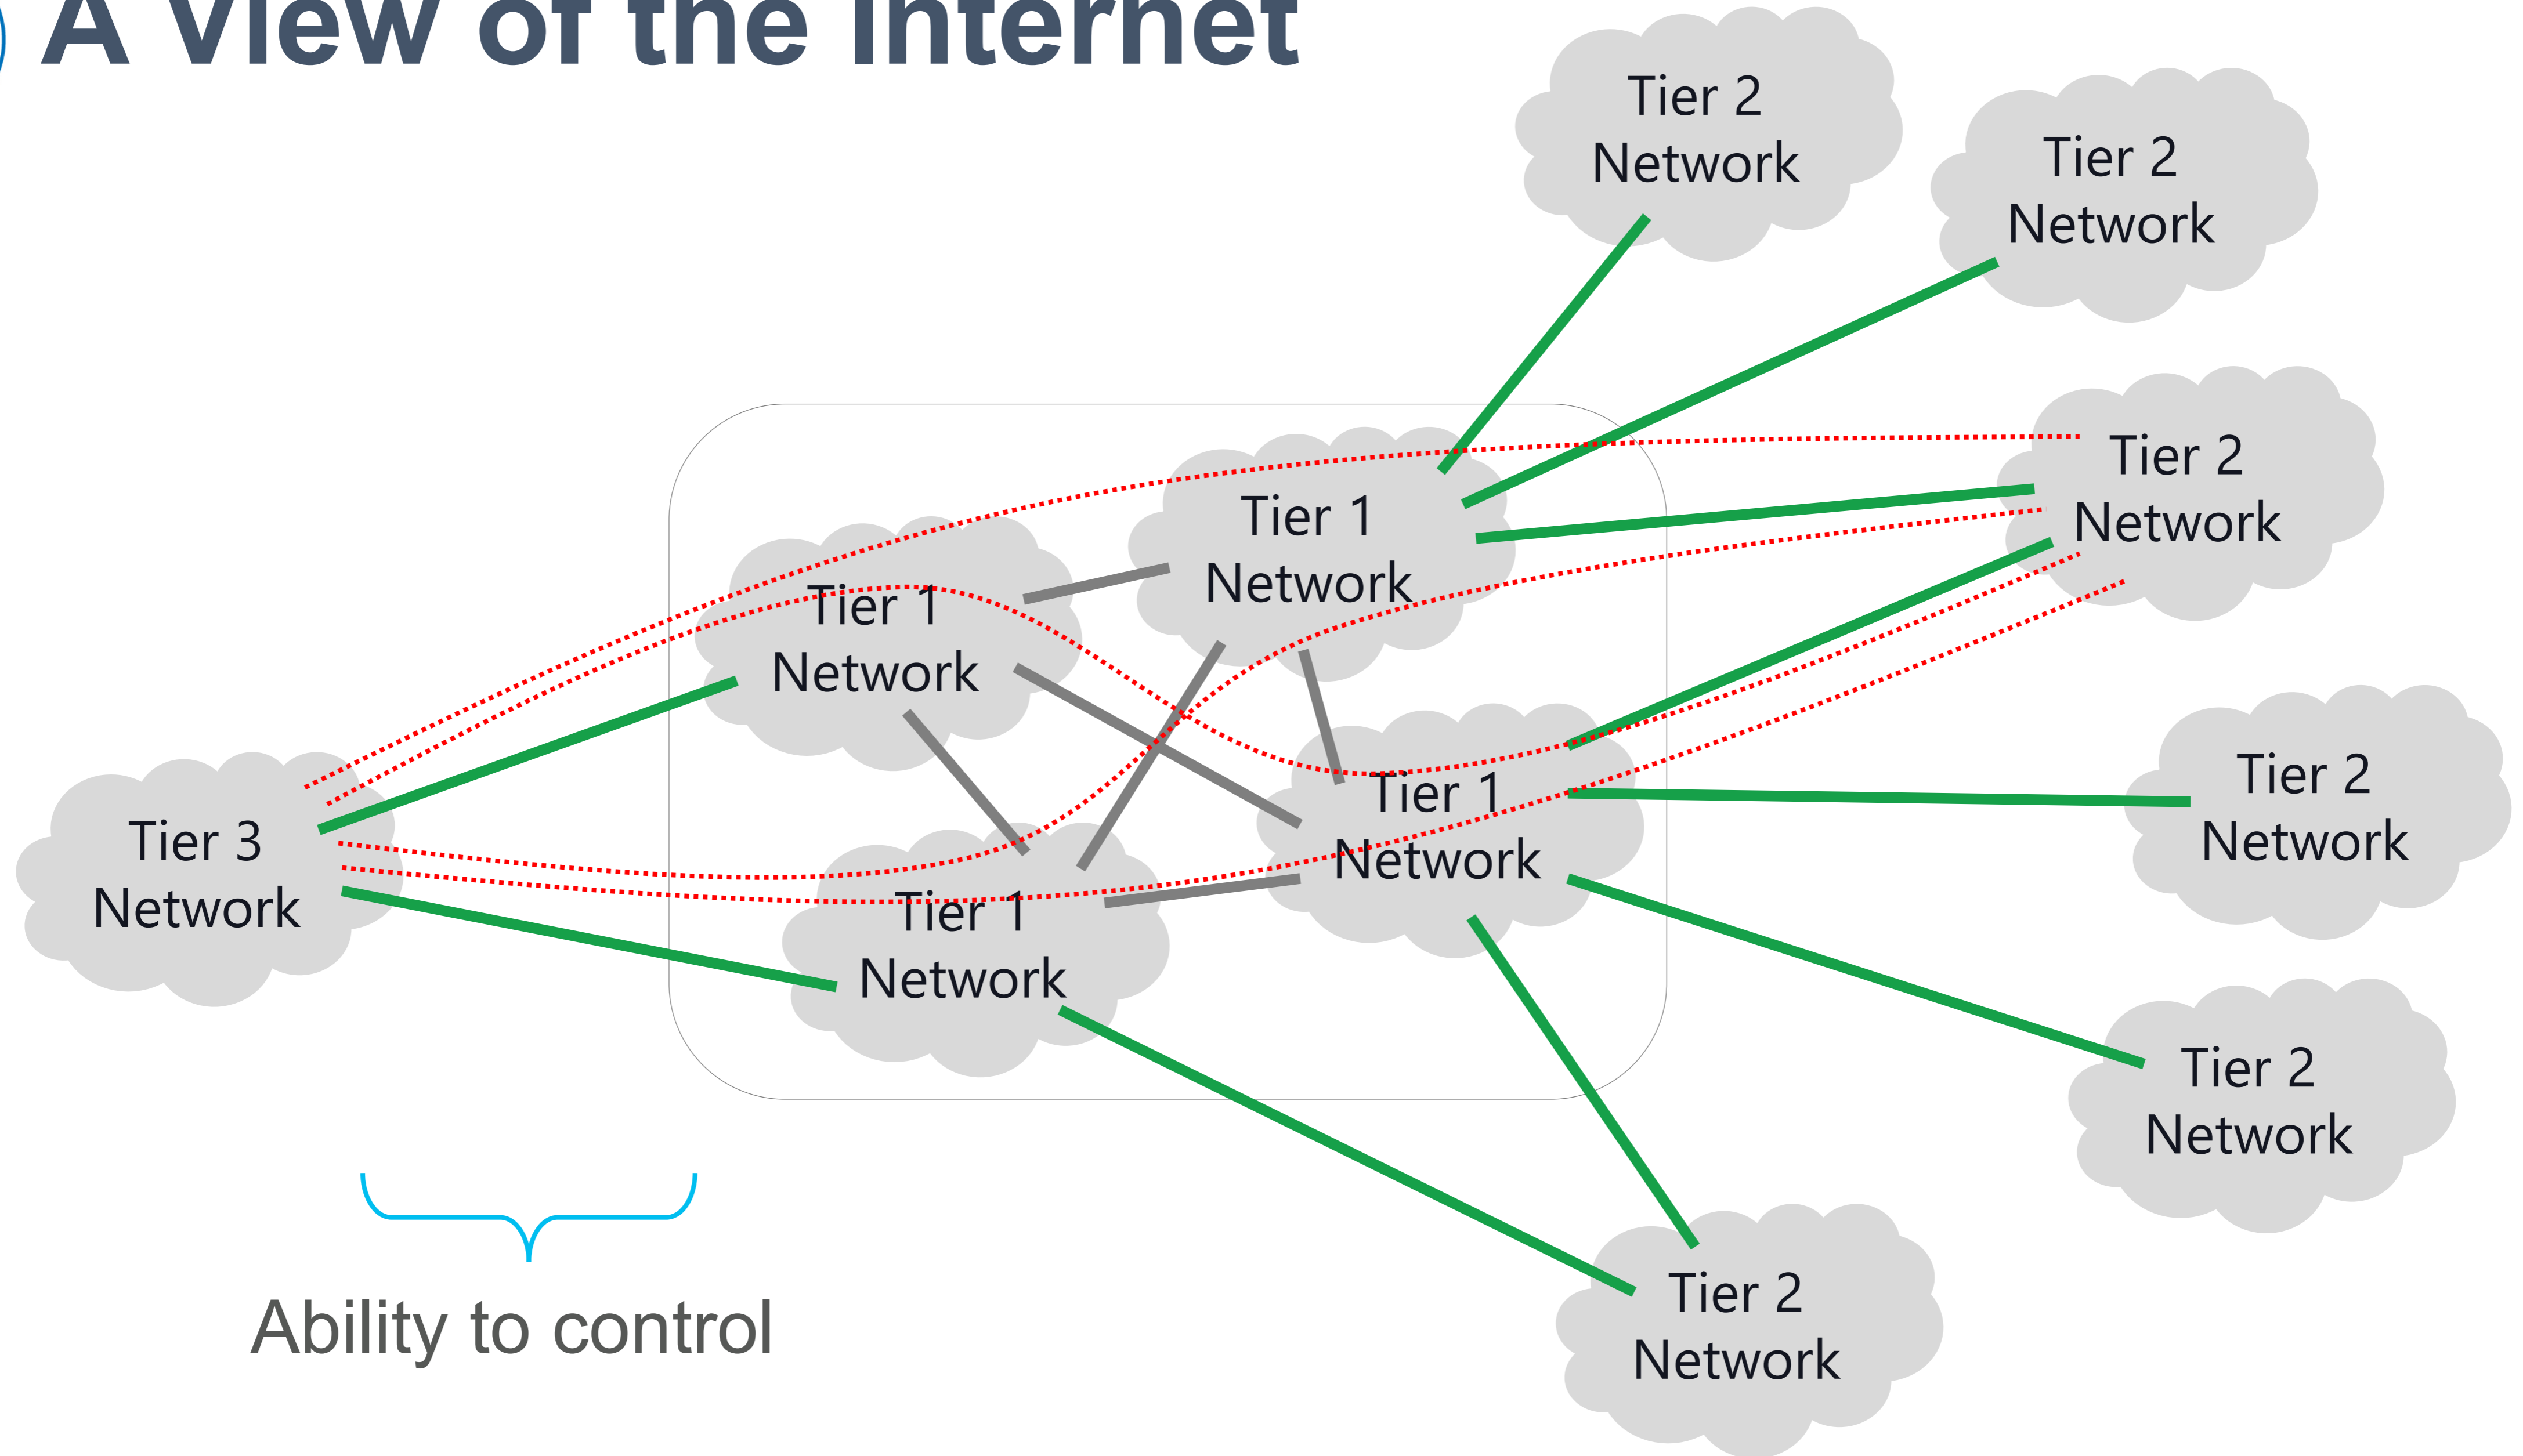 A View of the Internet
Tier 2
Network
Tier 2
Network
Tier 2
Network
Tier 1
Network
Tier 1
Network
Tier 2
Network
Tier 1
Network
Tier 3
Network
Tier 1
Network
Tier 2
Network
Tier 2
Network
Ability to control